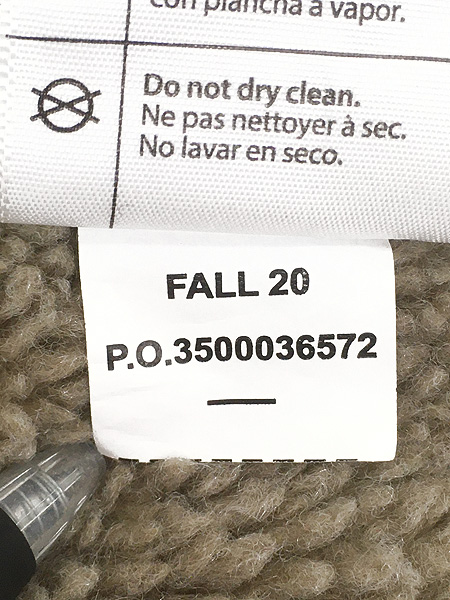 con plancha a vapor.
Do not dry clean.
Ne pas nettoyer à sec.
No lavar en seco.
FALL 20
P.O.3500036572